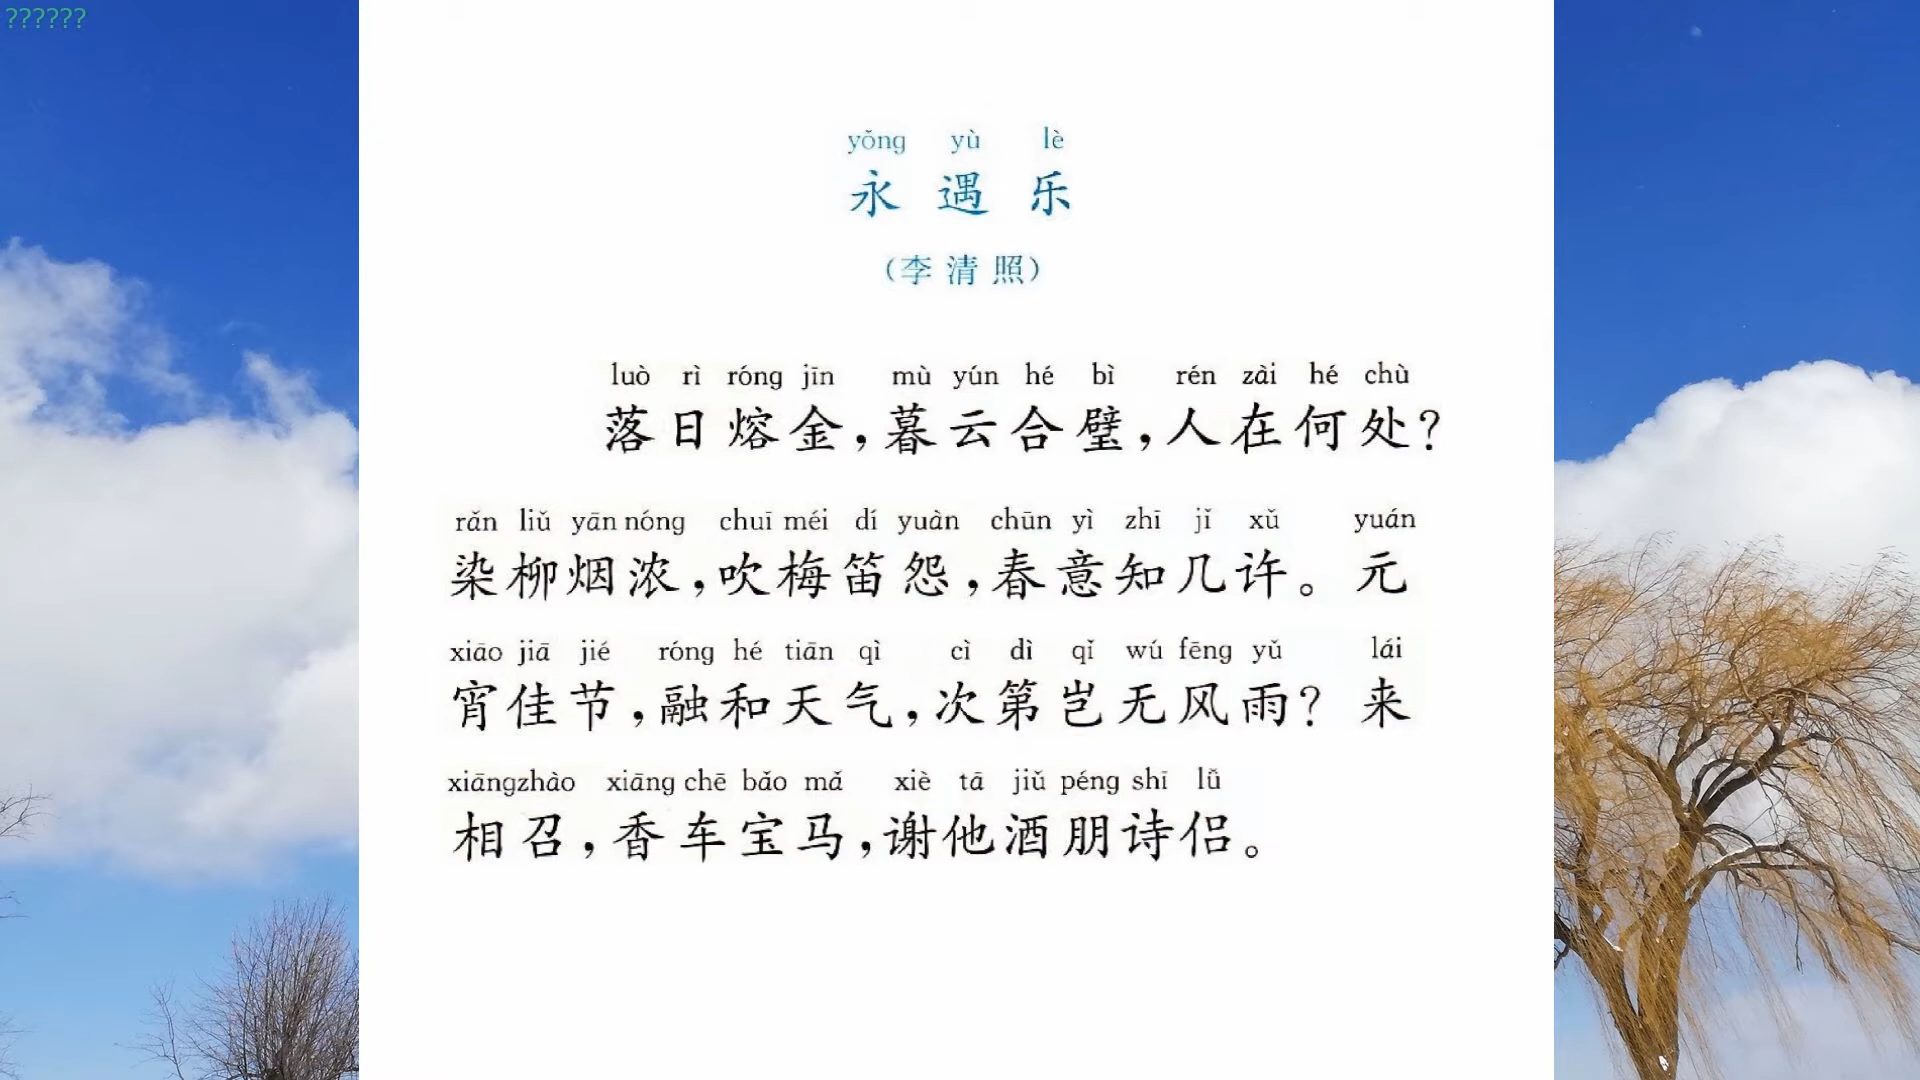 ??????
yǒng yù lè
永遇乐
（李清照）
luò rì róng jīn mù yún hé bì rén zài hé chù
落日熔金，暮云合璧，人在何处？
rǎn liǔ yān nóng chuī méi dí yuàn chūn yì zhī jǐ xǔ yuán
染柳烟浓，吹梅笛怨，春意知几许。元
xiāo jiā jié róng hé tiān qì cì dì qǐ wú fēng yǔ lái
宵佳节，融和天气，次第岂无风雨？来
xiāngzhào xiāng chē bǎo mǎ xiè tā jiǔ péng shī lǚ
相召，香车宝马，谢他酒朋诗侣。